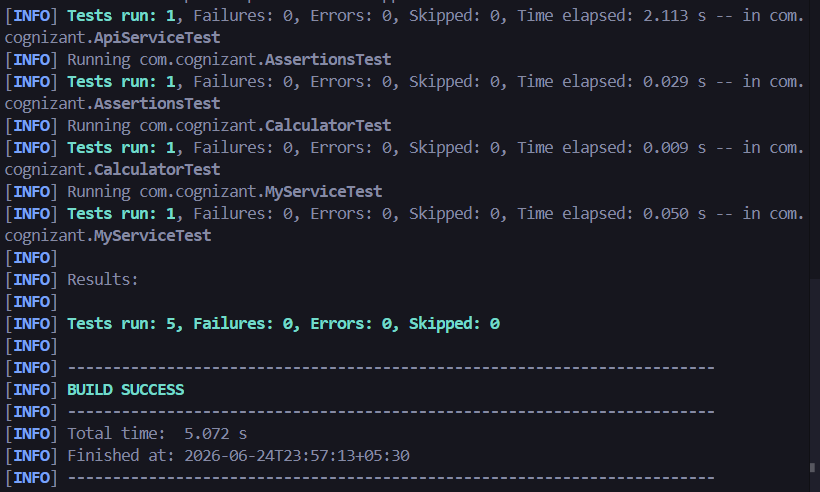 [INFO] Tests run: 1, Failures: 0, Errors: 0, Skipped: 0, Time elapsed: 2.113 s -- in com.
cognizant.ApiServiceTest
[INFO] Running com.cognizant.AssertionsTest
[INFO] Tests run: 1, Failures: 0, Errors: 0, Skipped: 0, Time elapsed: 0.029 s -- in com.
cognizant.AssertionsTest
[INFO] Running com.cognizant.CalculatorTest
[INFO] Tests run: 1, Failures: 0, Errors: 0, Skipped: 0, Time elapsed: 0.009 s -- in com.
cognizant.CalculatorTest
[INFO] Running com.cognizant.MyServiceTest
[INFO] Tests run: 1, Failures: 0, Errors: 0, Skipped: 0, Time elapsed: 0.050 s -- in com.
cognizant.MyServiceTest
[INFO]
[INFO] Results:
[INFO]
[INFO] Tests run: 5, Failures: 0, Errors: 0, Skipped: 0
[INFO]
[INFO] ------------------------------------------------------------------------
[INFO] BUILD SUCCESS
[INFO] ------------------------------------------------------------------------
[INFO] Total time:  5.072 s
[INFO] Finished at: 2026-06-24T23:57:13+05:30
[INFO] ------------------------------------------------------------------------